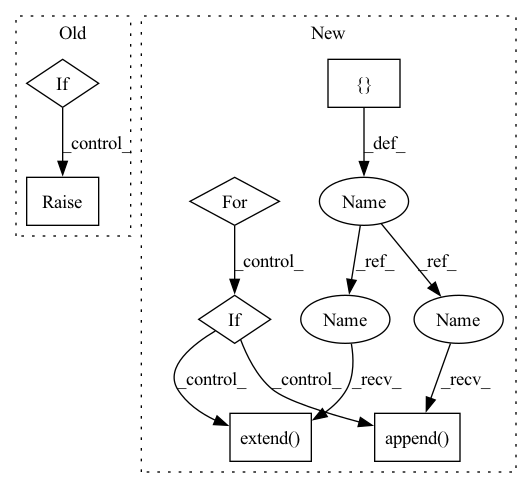 Old
New
If
{}
_control_
_def_
Raise
For
Name
_control_
_ref_
_ref_
If
Name
Name
_control_
_control_
_recv_
_recv_
extend()
append()